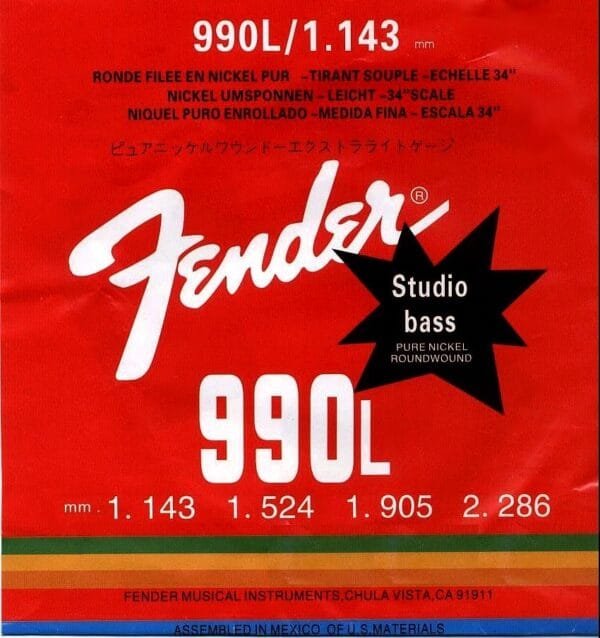 990L/1.143 mm
RONDE FILEE EN NICKEL PUR –TIRANT SOUPLE –ECHELLE 34"
NICKEL UMSPONNEN – LEICHT –34"SCALE
NIQUEL PURO ENROLLADO –MEDIDA FINA – ESCALA 34"
ピュアニッケルワウンドーエクストラライトゲージ
Fender®
Studio
bass
PURE NICKEL
ROUNDWOUND
990L
mm. 1. 143 1. 524 1. 905 2. 286
FENDER MUSICAL INSTRUMENTS,CHULA VISTA,CA 91911
ASSEMBLED IN MEXICO OF U.S.MATERIALS